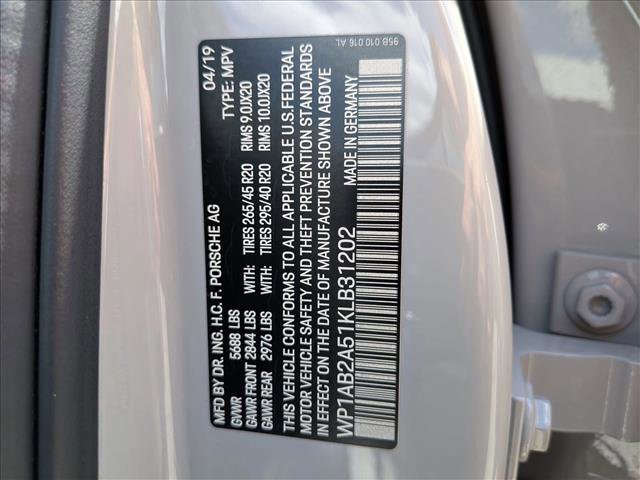 MFD BY DR. ING. H.C. F. PORSCHE AG 04/19
GVWR 5688 LBS TYPE: MPV
GAWR FRONT 2844 LBS WITH: TIRES 265/45 R20 RIMS 9.0JX20
GAWR REAR 2976 LBS WITH: TIRES 295/40 R20 RIMS 10.0JX20
THIS VEHICLE CONFORMS TO ALL APPLICABLE U.S.FEDERAL
MOTOR VEHICLE SAFETY AND THEFT PREVENTION STANDARDS
IN EFFECT ON THE DATE OF MANUFACTURE SHOWN ABOVE
WP1AB2A51KLB31202 MADE IN GERMANY
95B 010 016 AL